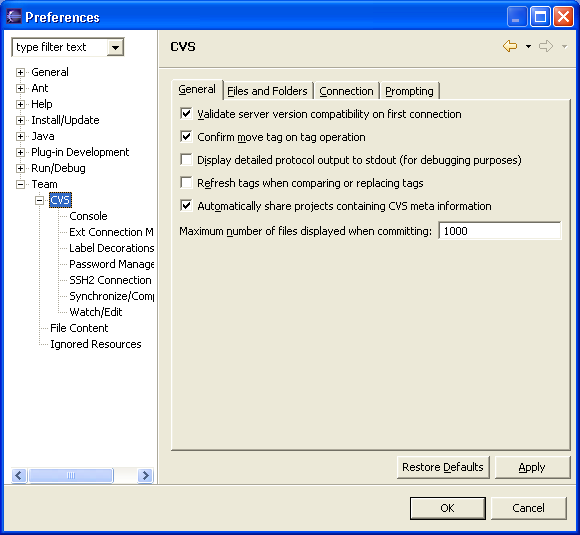 Preferences
type filter text
CVS
General
Ant
Help
Install/Update
Java
Plug-in Development
Run/Debug
Team
CVS
Console
Ext Connection M
Label Decorations
Password Manage
SSH2 Connection
Synchronize/Comp
Watch/Edit
File Content
Ignored Resources
General Files and Folders Connection Prompting
Validate server version compatibility on first connection
Confirm move tag on tag operation
Display detailed protocol output to stdout (for debugging purposes)
Refresh tags when comparing or replacing tags
Automatically share projects containing CVS meta information
Maximum number of files displayed when committing: 1000
Restore Defaults Apply
OK Cancel